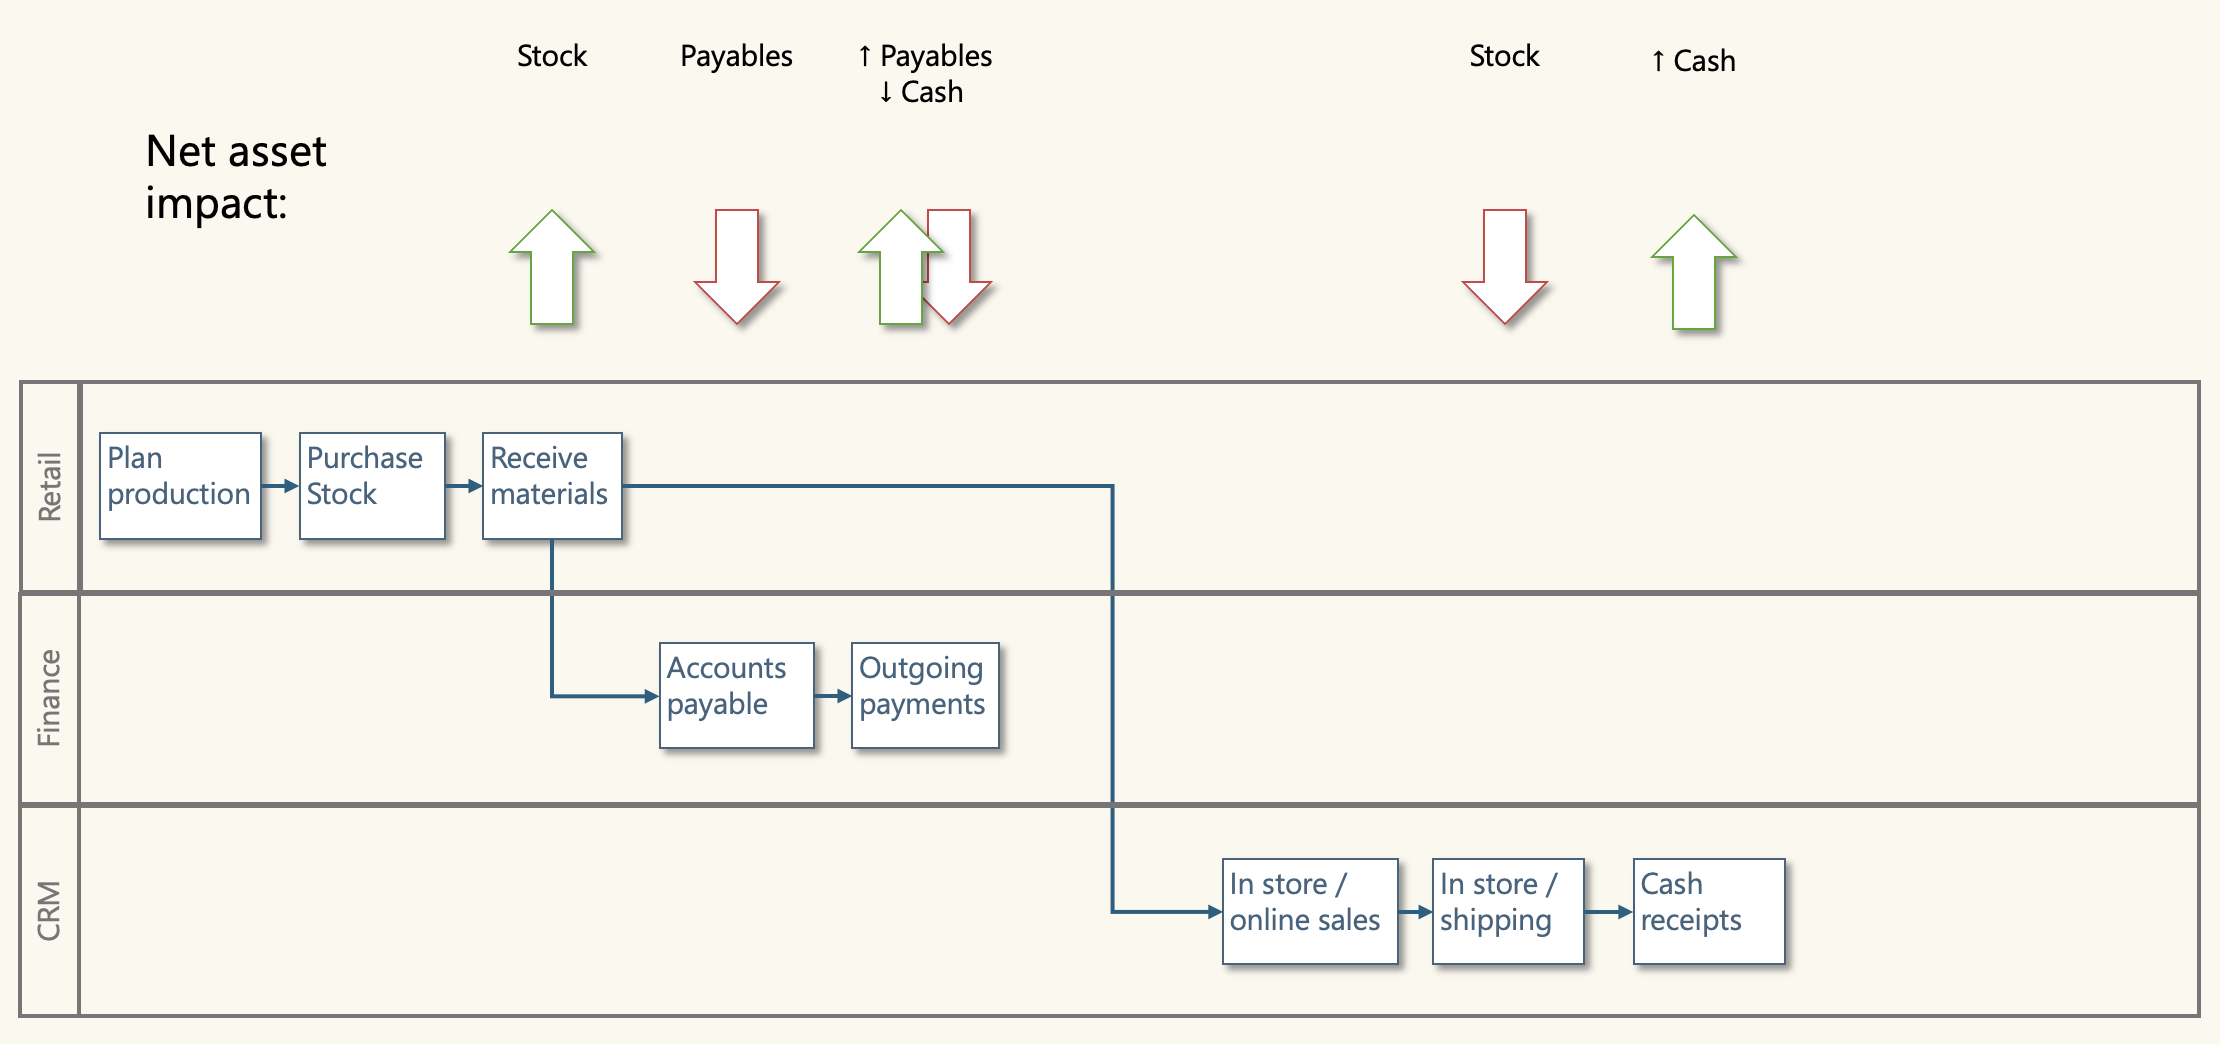 Stock
Payables
↑ Payables
↓ Cash
Stock
↑ Cash
Net asset
impact:
Retail
Plan
production
Purchase
Stock
Receive
materials
Finance
Accounts
payable
Outgoing
payments
CRM
In store /
online sales
In store /
shipping
Cash
receipts